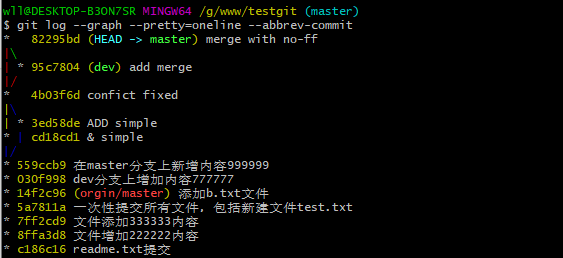 wll@DESKTOP-B3ON7SR MINGW64 /g/www/testgit (master)
$ git log --graph --pretty=oneline --abbrev-commit
*   82295bd (HEAD -> master) merge with no-ff
|\
| * 95c7804 (dev) add merge
|/
*   4b03f6d confict fixed
|\
| * 3ed58de ADD simple
* | cd18cd1 & simple
|/
* 559ccb9 在master分支上新增内容999999
* 030f998 dev分支上增加内容777777
* 14f2c96 (orgin/master) 添加b.txt文件
* 5a7811a 一次性提交所有文件，包括新建文件test.txt
* 7ff2cd9 文件添加333333内容
* 8ffa3d8 文件增加222222内容
* c186c16 readme.txt提交